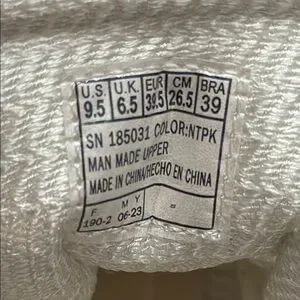 U.S. U.K. EUR CM BRA
9.5 6.5 39.5 26.5 39
SN 185031 COLOR:NTPK
MAN MADE UPPER
MADE IN CHINA/HECHO EN CHINA
F M Y
190-2 06-23